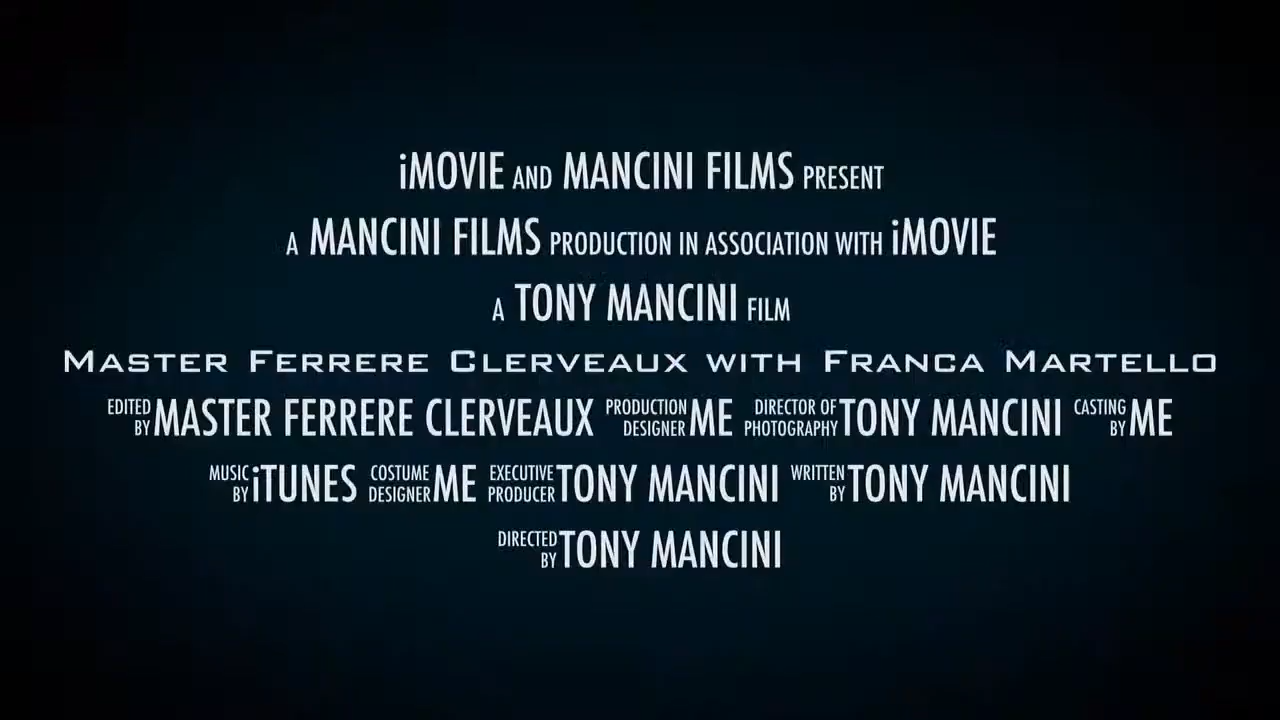 iMOVIE AND MANCINI FILMS PRESENT
A MANCINI FILMS PRODUCTION IN ASSOCIATION WITH iMOVIE
A TONY MANCINI FILM
MASTER FERRERE CLERVEAUX WITH FRANCA MARTELLO
EDITED BY MASTER FERRERE CLERVEAUX PRODUCTION DESIGNER ME DIRECTOR OF PHOTOGRAPHY TONY MANCINI CASTING BY ME
MUSIC BY iTUNES COSTUME DESIGNER ME EXECUTIVE PRODUCER TONY MANCINI WRITTEN BY TONY MANCINI
DIRECTED BY TONY MANCINI